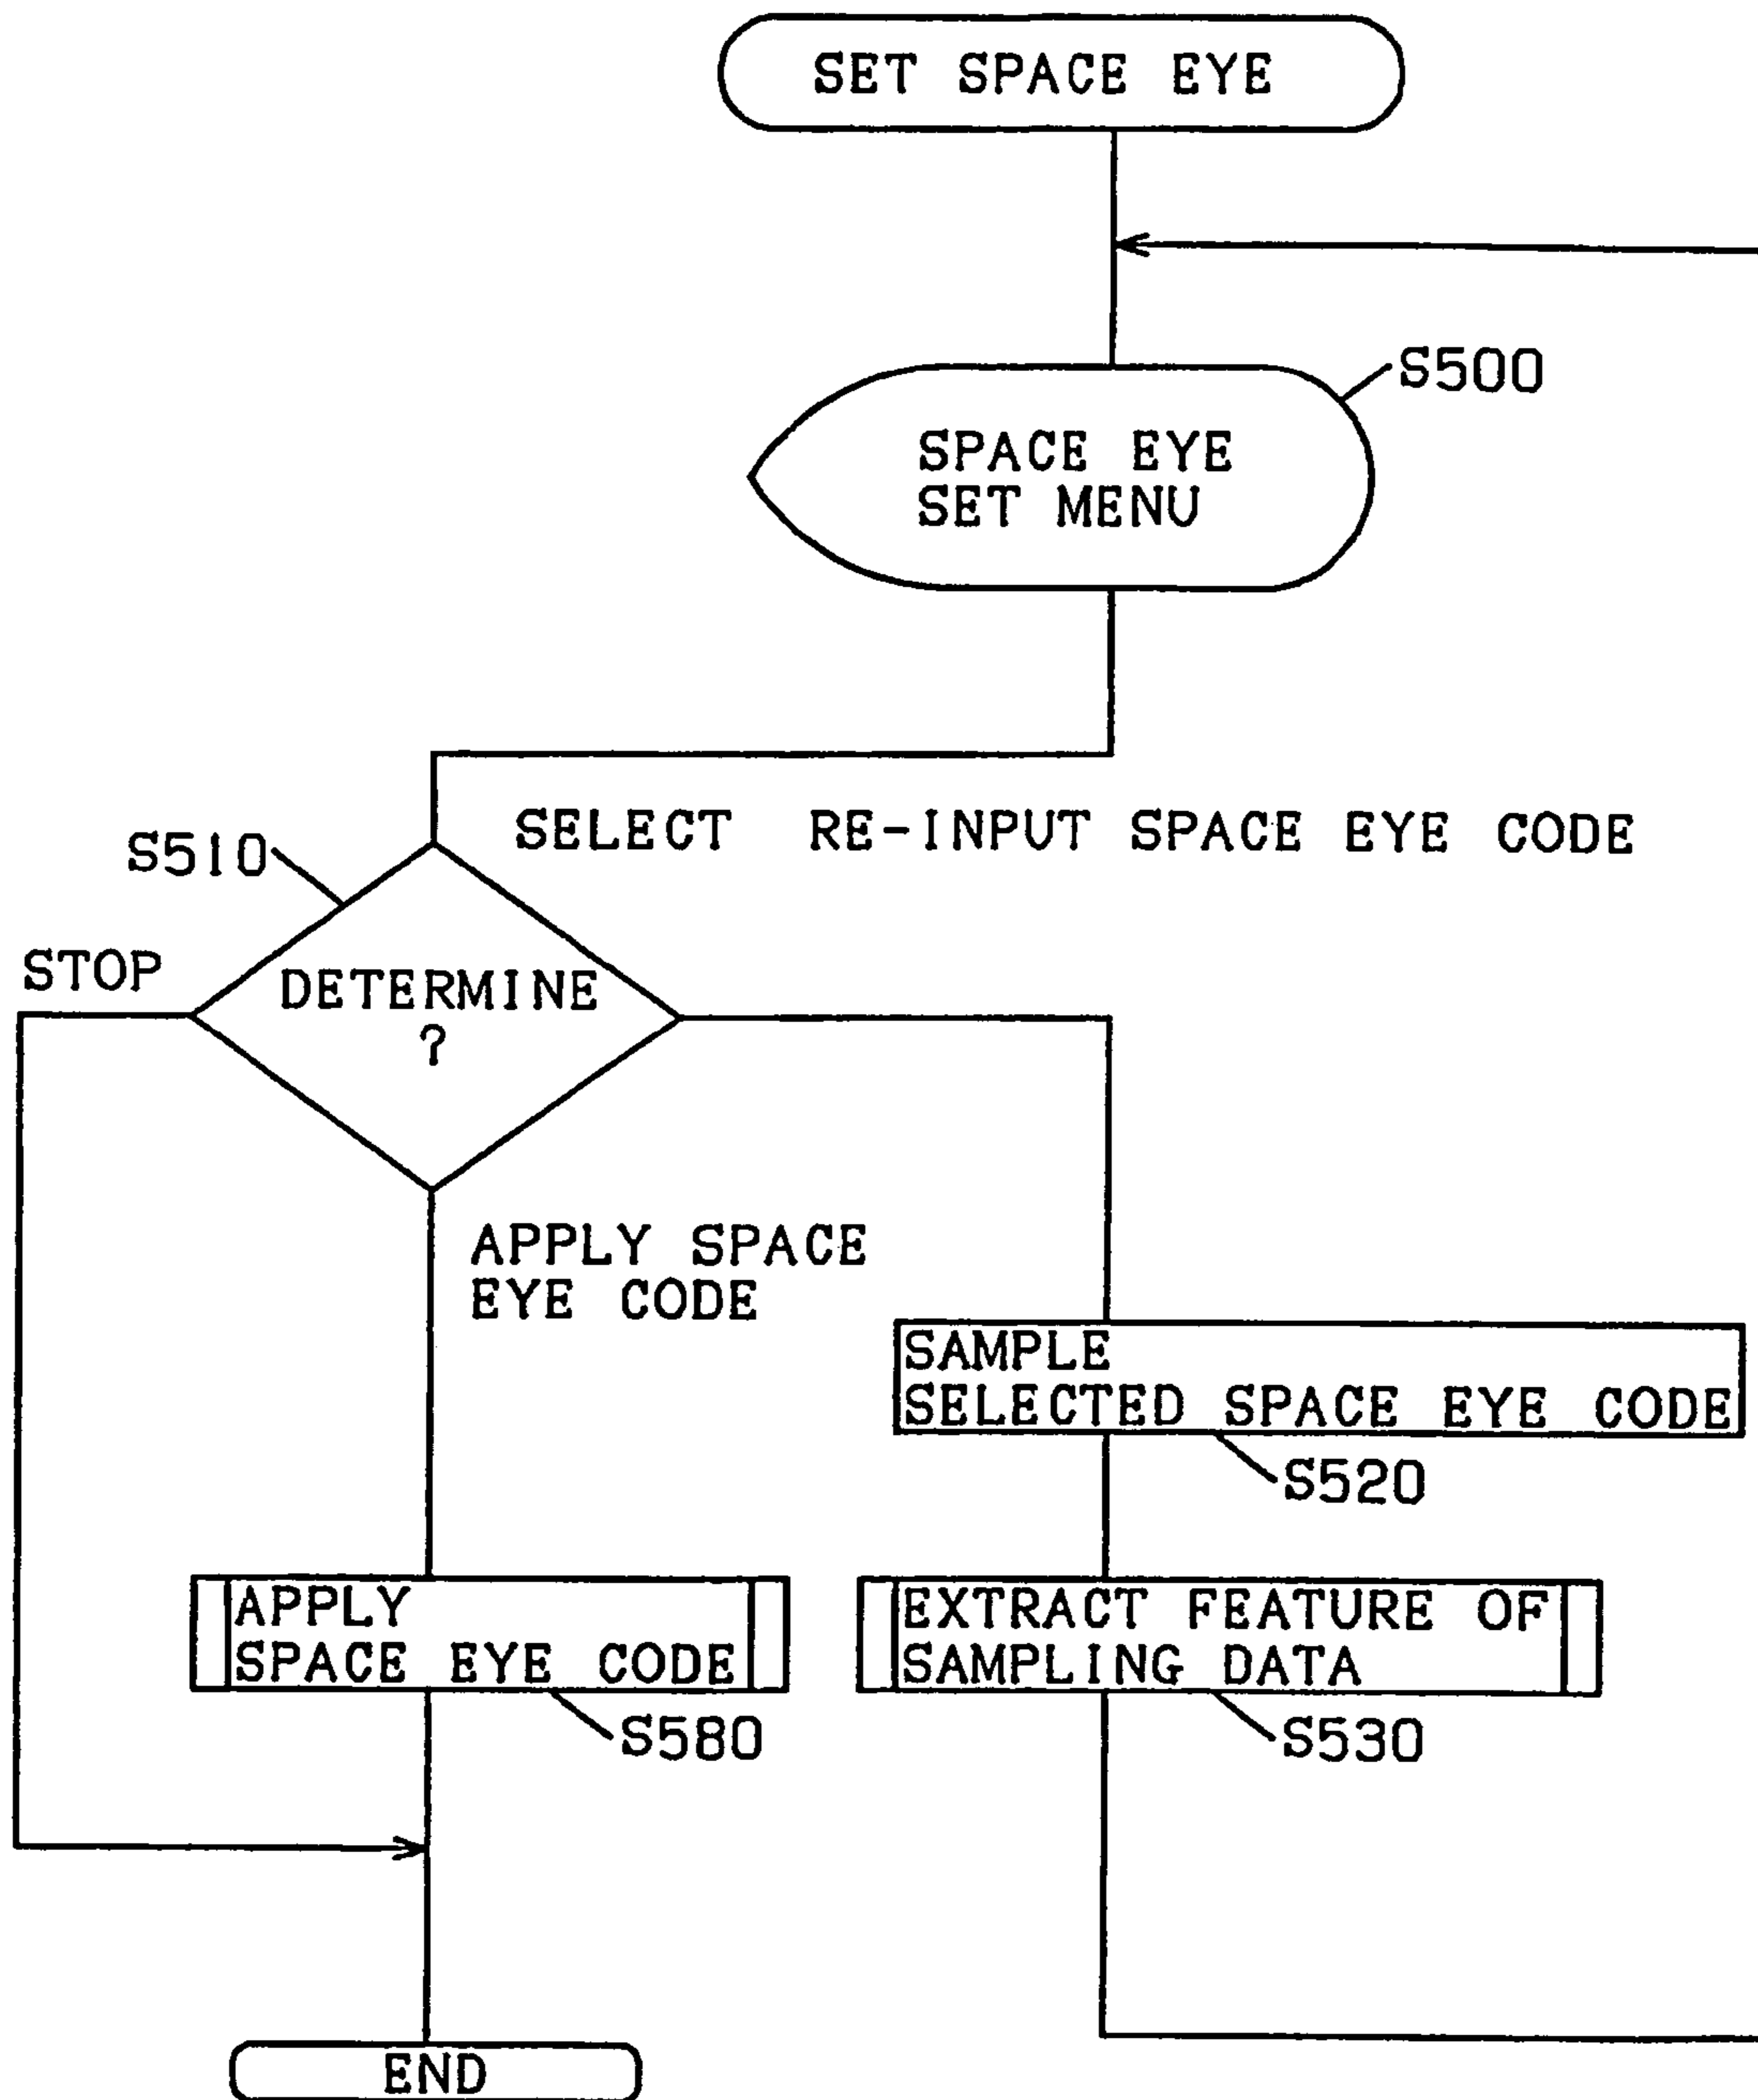 SET SPACE EYE
S500
SPACE EYE
SET MENU
SELECT RE-INPUT SPACE EYE CODE
S510
STOP
DETERMINE
?
APPLY SPACE
EYE CODE
SAMPLE
SELECTED SPACE EYE CODE
S520
APPLY
SPACE EYE CODE
S580
EXTRACT FEATURE OF
SAMPLING DATA
S530
END